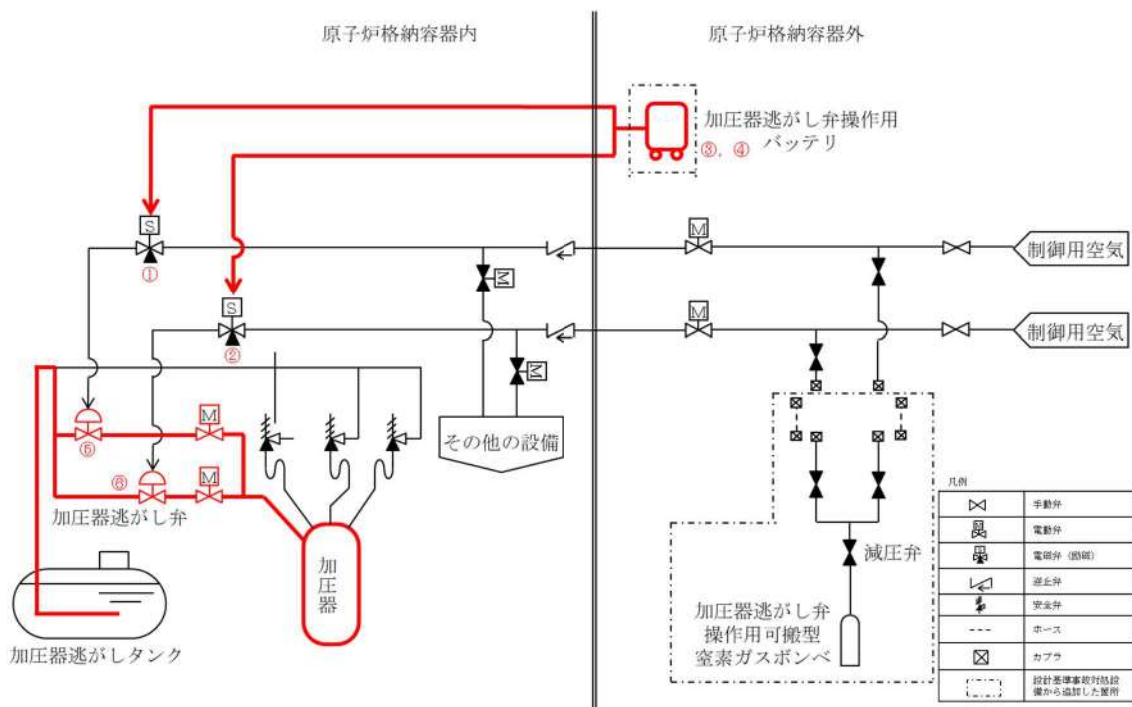 原子炉格納容器内
原子炉格納容器外
加圧器逃がし弁操作用
バッテリ
③，④
S
①
M
制御用空気
M
S
②
M
制御用空気
M
その他の設備
M
⑤
M
⑥
加圧器逃がし弁
加圧器
加圧器逃がしタンク
減圧弁
加圧器逃がし弁
操作用可搬型
窒素ガスボンベ
凡例
手動弁
M
電動弁
電磁弁（励磁）
逆止弁
安全弁
ホース
カプラ
設計基準事故対処設
備から追加した箇所